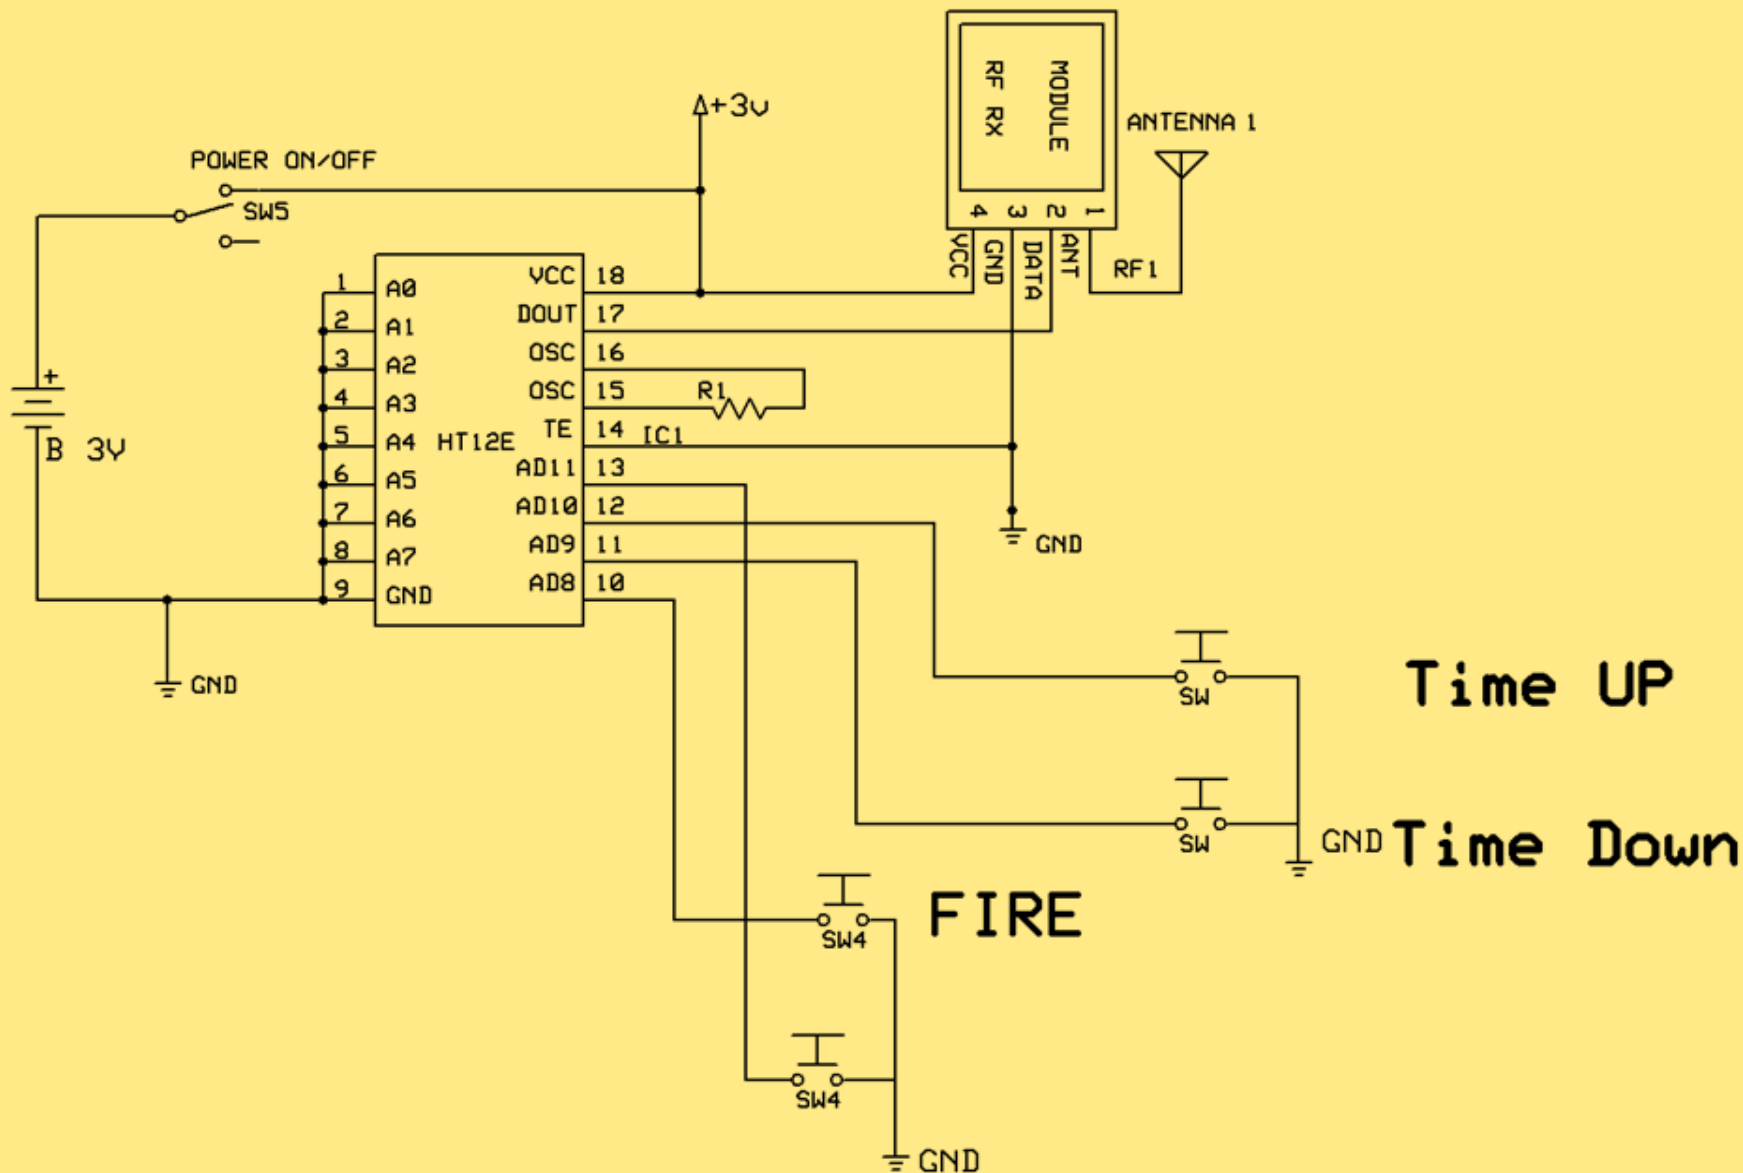 +3v
POWER ON/OFF
SW5
MODULE
RF RX
4 3 2 1
VCC
GND
DATA
ANT
RF1
ANTENNA 1
+
B 3V
HT12E
IC1
1 A0
2 A1
3 A2
4 A3
5 A4
6 A5
7 A6
8 A7
9 GND
VCC 18
DOUT 17
OSC 16
OSC 15
TE 14
AD11 13
AD10 12
AD9 11
AD8 10
R1
GND
GND
SW
Time UP
SW
GND
Time Down
SW4
FIRE
SW4
GND